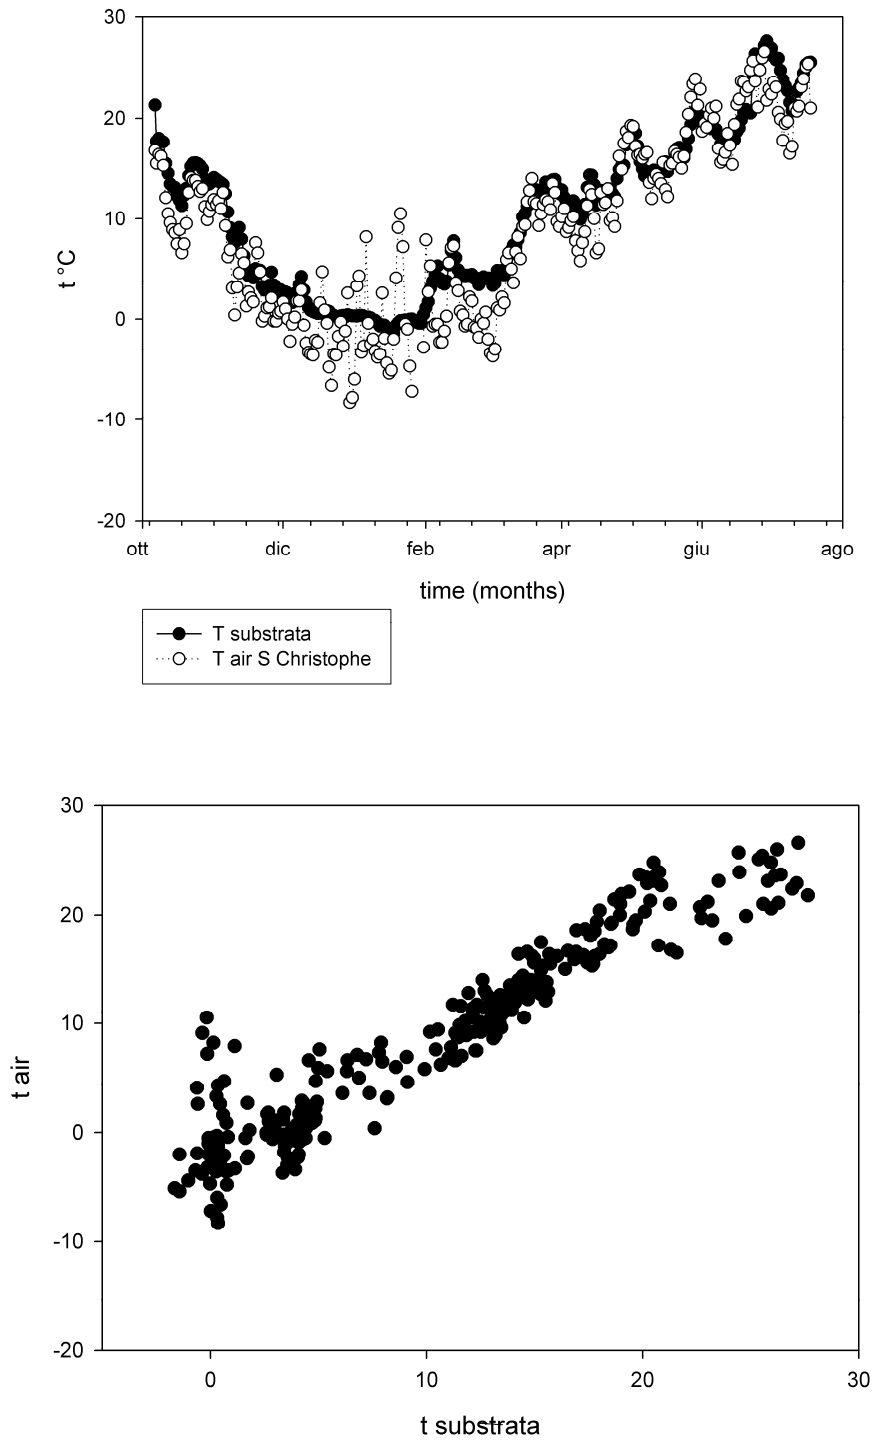 30
20
10
0
-10
-20
t °C
ott dic feb apr giu ago
time (months)
T substrata
T air S Christophe
30
20
10
0
-10
-20
t air
0 10 20 30
t substrata